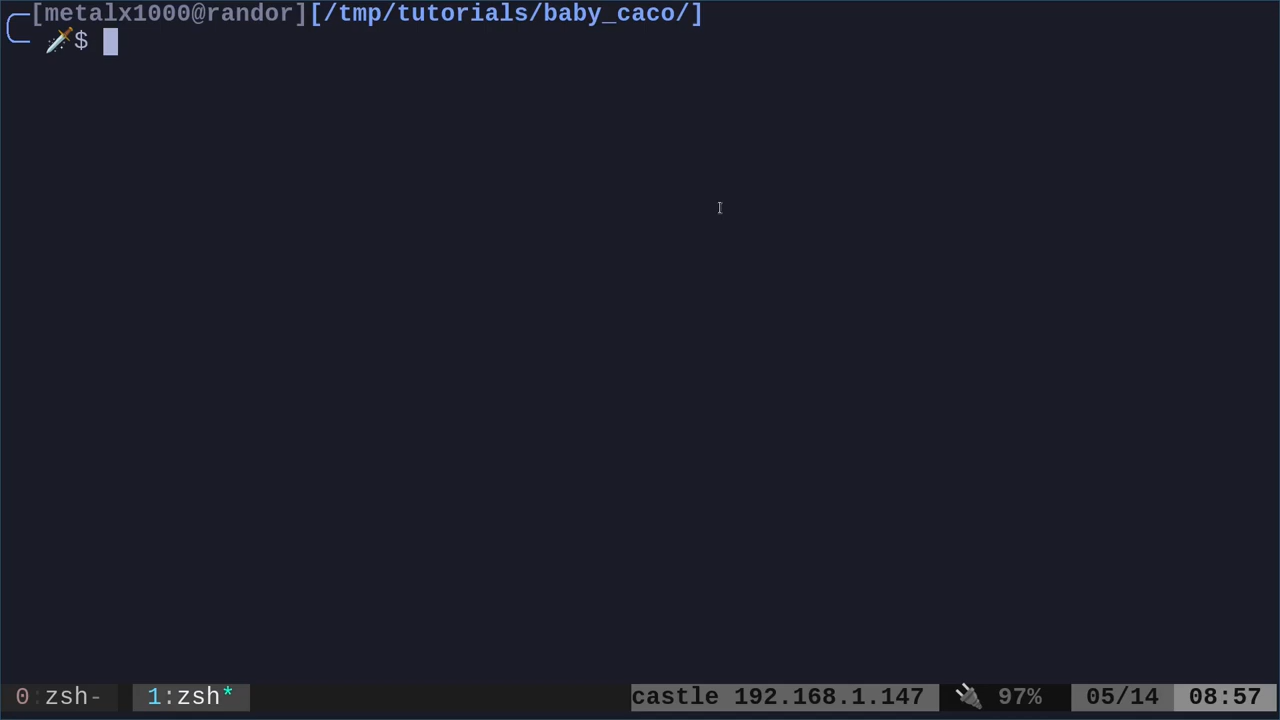 [metalx1000@randor][/tmp/tutorials/baby_caco/]
🗡️$
0:zsh- 1:zsh* castle 192.168.1.147 🔌 97% 05/14 08:57